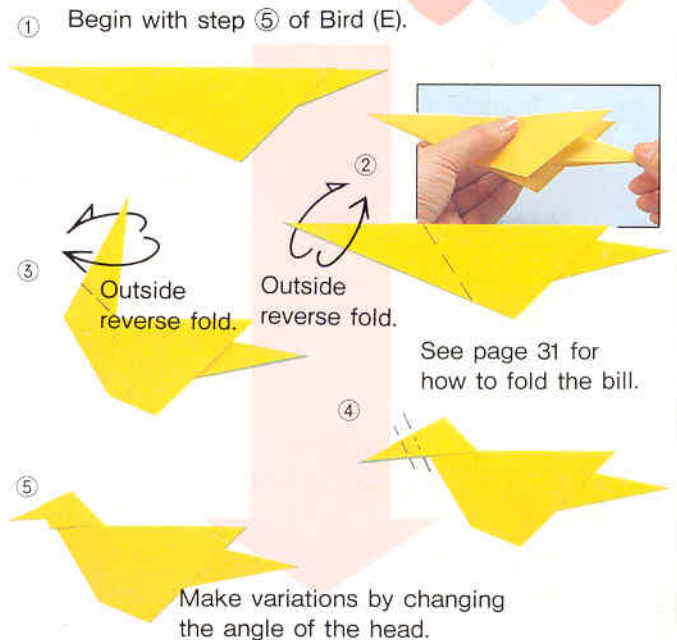 ① Begin with step ⑤ of Bird (E).
②
Outside
reverse fold.
③
Outside
reverse fold.
See page 31 for
how to fold the bill.
④
⑤
Make variations by changing
the angle of the head.